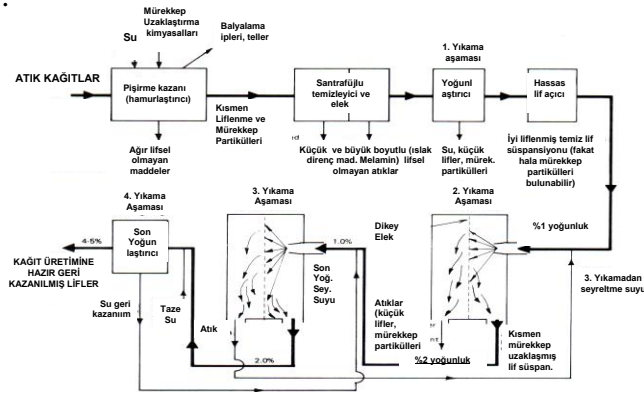 Su
Mürekkep
Uzaklaştırma
kimyasalları
Balyalama
ipleri, teller
ATIK KAĞITLAR
Pişirme kazanı
(hamurlaştırıcı)
Kısmen
Liflenme ve
Mürekkep
Partikülleri
Ağır lifsel
olmayan
maddeler
Santrafüjlu
temizleyici ve
elek
Küçük ve büyük boyutlu (ıslak
direnç mad. Melamin) lifsel
olmayan atıklar
1. Yıkama
aşaması
Yoğunl
aştırıcı
Su, küçük
lifler, mürek.
partikülleri
Hassas
lif açıcı
İyi liflenmiş temiz lif
süspansiyonu (fakat
hala mürekkep
partikülleri
bulunabilir)
4. Yıkama
Aşaması
Son
Yoğun
laştırıcı
4-5%
KAĞIT ÜRETİMİNE
HAZIR GERİ
KAZANILMIŞ LİFLER
Su geri
kazanım
Taze
Su
3. Yıkama
Aşaması
1.0%
Son
Yoğ.
Sey.
Suyu
Atık
2.0%
2. Yıkama
Aşaması
Dikey
Elek
%1 yoğunluk
3. Yıkamadan
seyreltme suyu
Atıklar
(küçük
lifler,
mürekkep
partikülleri
%2 yoğunluk
Kısmen
mürekkep
uzaklaşmış
lif süspan.